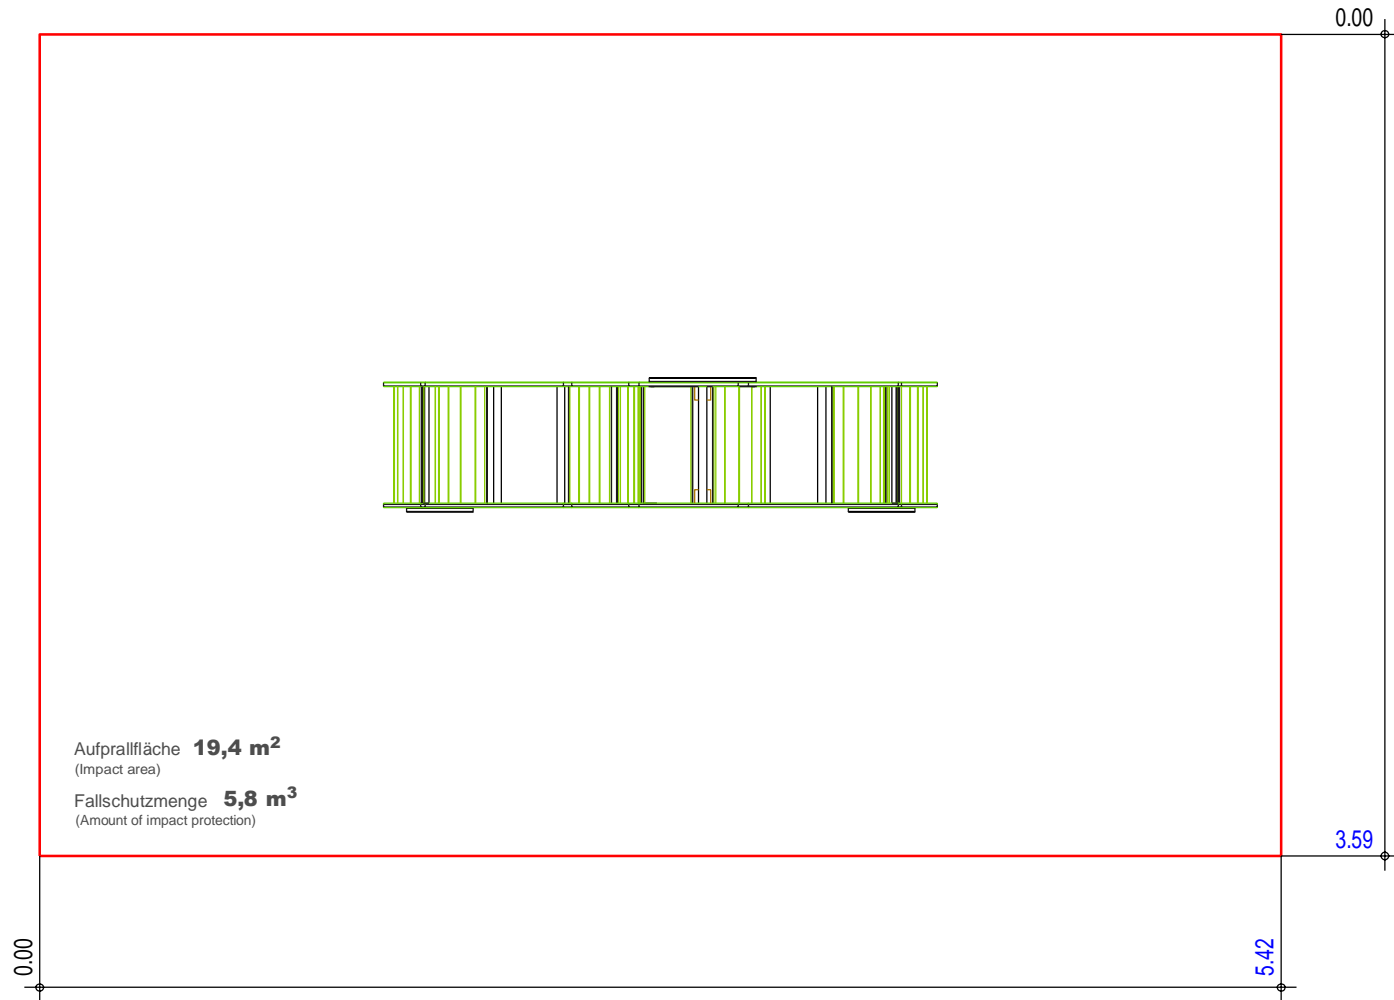 0.00
Aufprallfläche 19,4 m²
(Impact area)
Fallschutzmenge 5,8 m³
(Amount of impact protection)
3.59
0.00
5.42